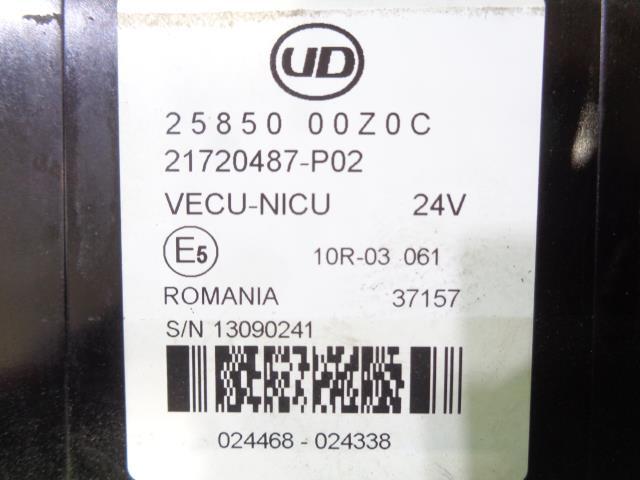 UD
25850 00Z0C
21720487-P02
VECU-NICU 24V
E5 10R-03 061
ROMANIA 37157
S/N 13090241
024468 - 024338